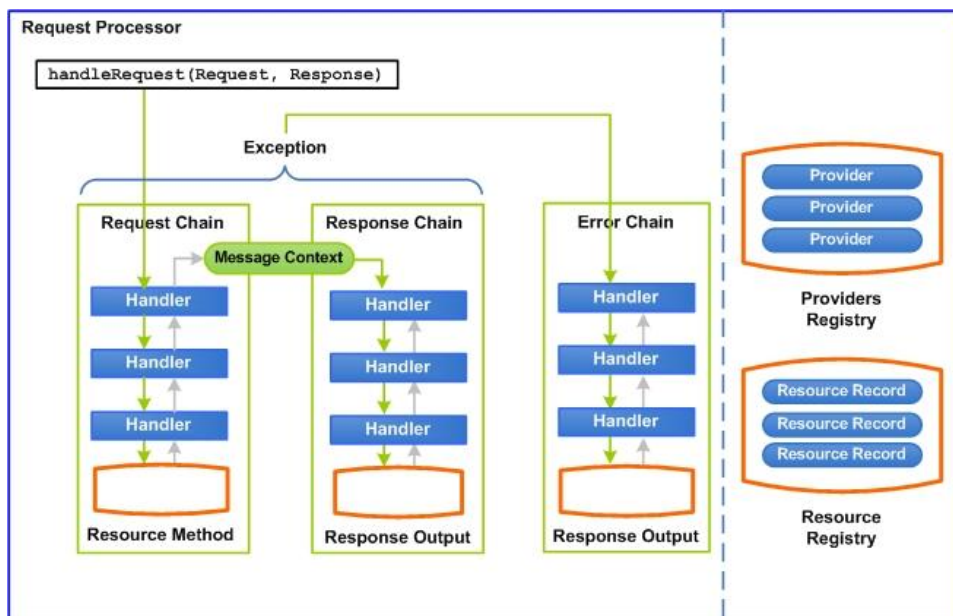 Request Processor
handleRequest(Request, Response)
Exception
Request Chain
Message Context
Handler
Handler
Handler
Resource Method
Response Chain
Handler
Handler
Handler
Response Output
Error Chain
Handler
Handler
Handler
Response Output
Provider
Provider
Provider
Providers
Registry
Resource Record
Resource Record
Resource Record
Resource
Registry